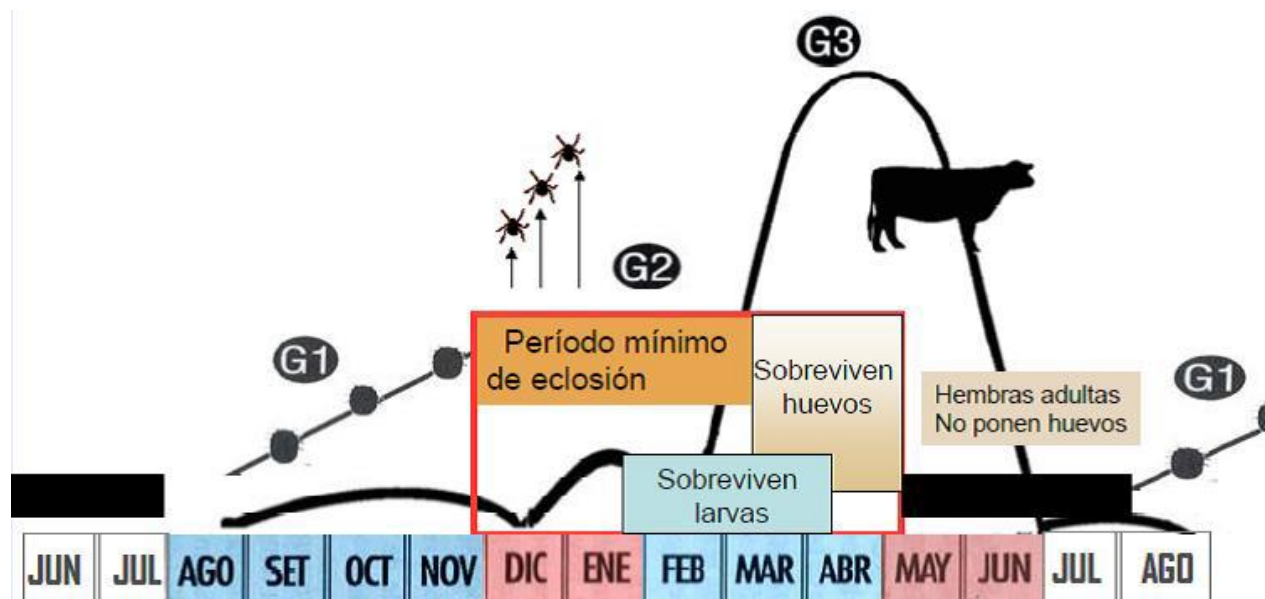 G3
G2
G1
Período mínimo
de eclosión
Sobreviven
huevos
Hembras adultas
No ponen huevos
G1
Sobreviven
larvas
JUN JUL AGO SET OCT NOV DIC ENE FEB MAR ABR MAY JUN JUL AGO